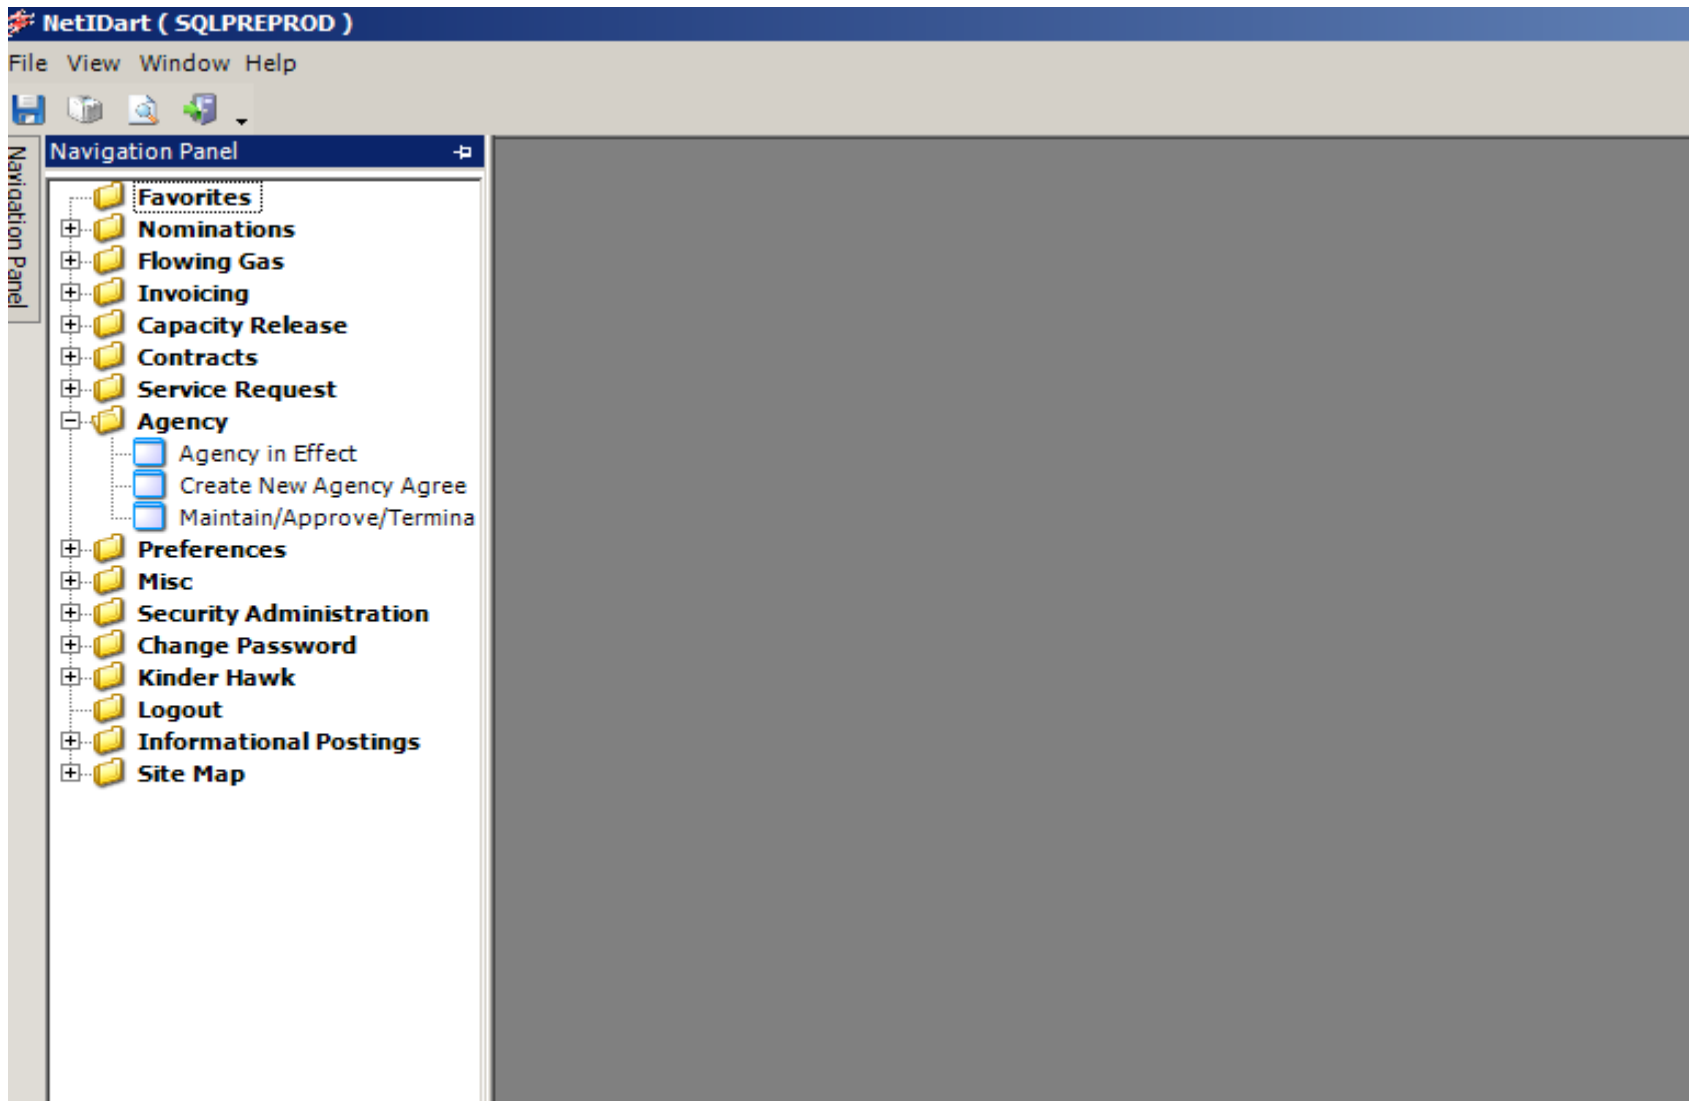 NetIDart ( SQLPREPROD )
File View Window Help
Navigation Panel
Navigation Panel
Favorites
Nominations
Flowing Gas
Invoicing
Capacity Release
Contracts
Service Request
Agency
Agency in Effect
Create New Agency Agree
Maintain/Approve/Termina
Preferences
Misc
Security Administration
Change Password
Kinder Hawk
Logout
Informational Postings
Site Map